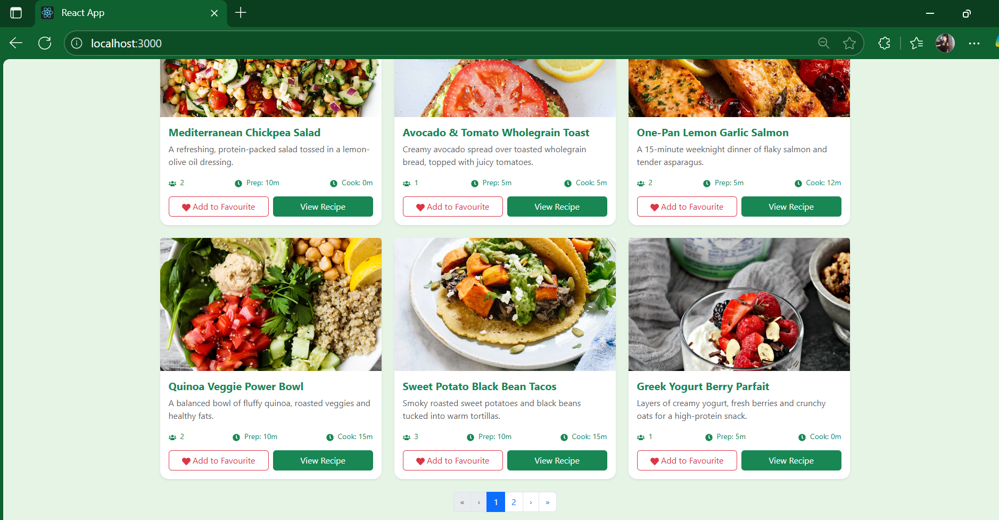 React App
localhost:3000
Mediterranean Chickpea Salad
A refreshing, protein-packed salad tossed in a lemon-
olive oil dressing.
2 Prep: 10m Cook: 0m
Add to Favourite View Recipe
Avocado & Tomato Wholegrain Toast
Creamy avocado spread over toasted wholegrain
bread, topped with juicy tomatoes.
1 Prep: 5m Cook: 5m
Add to Favourite View Recipe
One-Pan Lemon Garlic Salmon
A 15-minute weeknight dinner of flaky salmon and
tender asparagus.
2 Prep: 5m Cook: 12m
Add to Favourite View Recipe
Quinoa Veggie Power Bowl
A balanced bowl of fluffy quinoa, roasted veggies and
healthy fats.
2 Prep: 10m Cook: 15m
Add to Favourite View Recipe
Sweet Potato Black Bean Tacos
Smoky roasted sweet potatoes and black beans
tucked into warm tortillas.
3 Prep: 10m Cook: 15m
Add to Favourite View Recipe
Greek Yogurt Berry Parfait
Layers of creamy yogurt, fresh berries and crunchy
oats for a high-protein snack.
1 Prep: 5m Cook: 0m
Add to Favourite View Recipe
« ‹ 1 2 › »